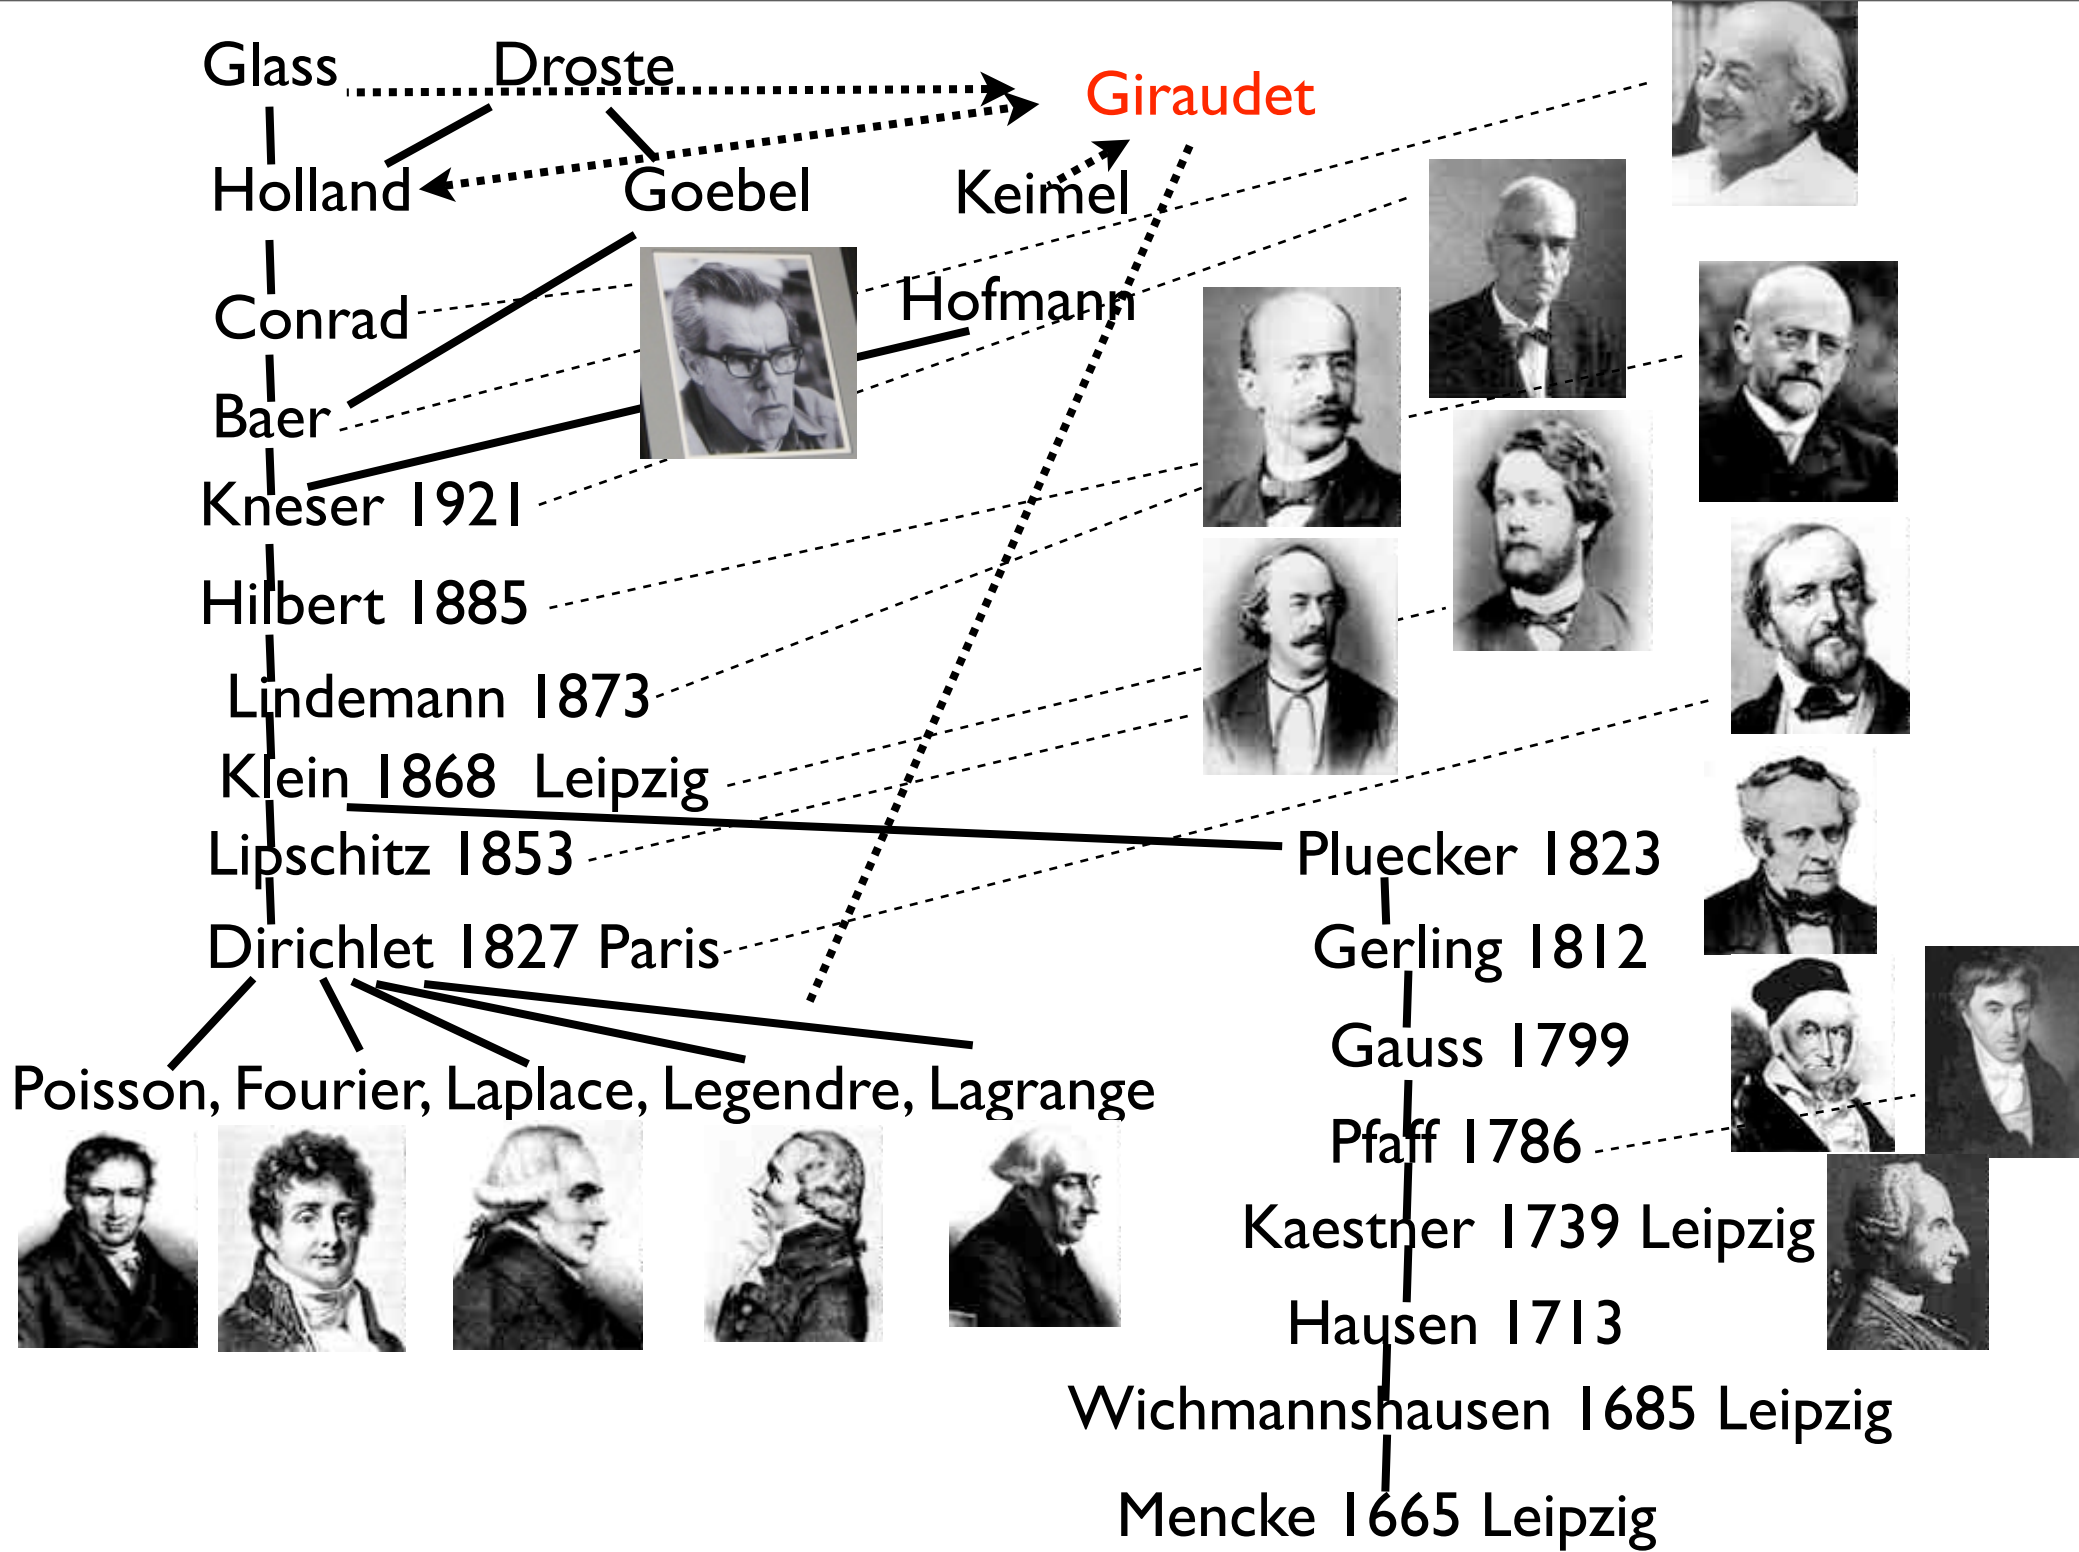 Glass Droste
Giraudet
Holland Goebel Keimel
Conrad Hofmann
Baer
Kneser 1921
Hilbert 1885
Lindemann 1873
Klein 1868 Leipzig
Lipschitz 1853 Pluecker 1823
Dirichlet 1827 Paris Gerling 1812
Gauss 1799
Poisson, Fourier, Laplace, Legendre, Lagrange
Pfaff 1786
Kaestner 1739 Leipzig
Hausen 1713
Wichmannshausen 1685 Leipzig
Mencke 1665 Leipzig